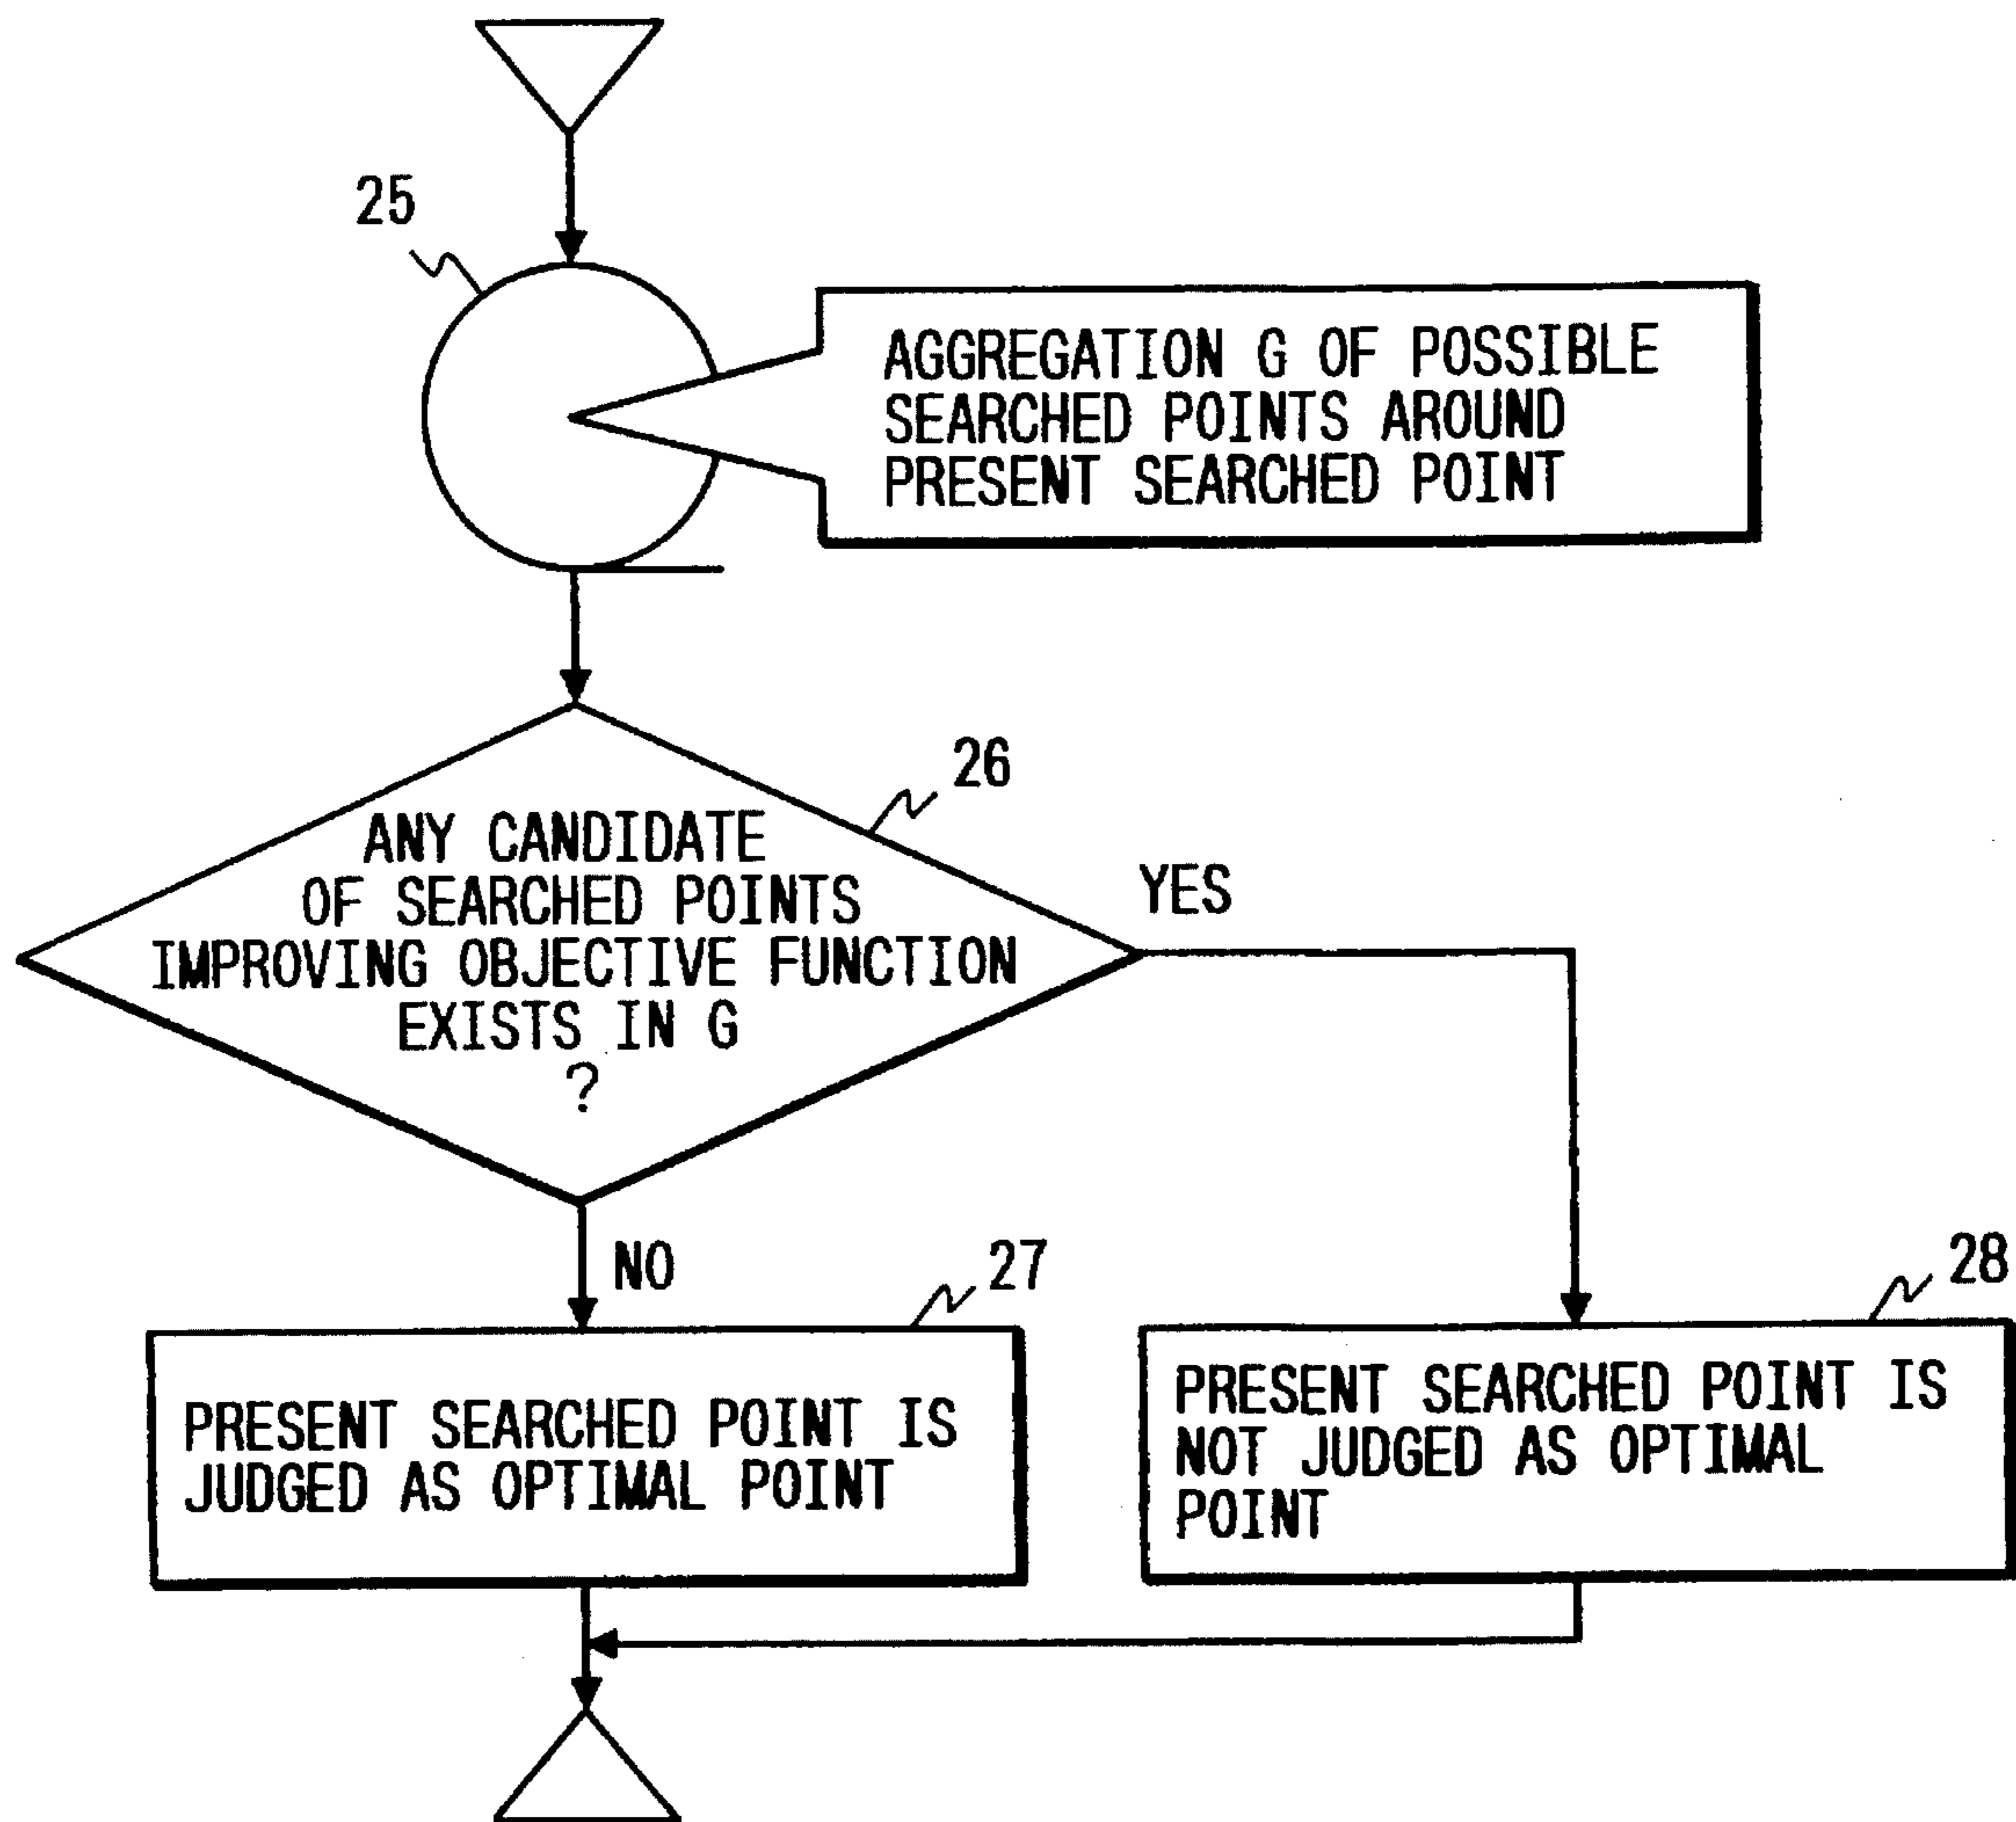 25
AGGREGATION G OF POSSIBLE
SEARCHED POINTS AROUND
PRESENT SEARCHED POINT
26
ANY CANDIDATE
OF SEARCHED POINTS
IMPROVING OBJECTIVE FUNCTION
EXISTS IN G
?
YES
NO
27
PRESENT SEARCHED POINT IS
JUDGED AS OPTIMAL POINT
28
PRESENT SEARCHED POINT IS
NOT JUDGED AS OPTIMAL
POINT